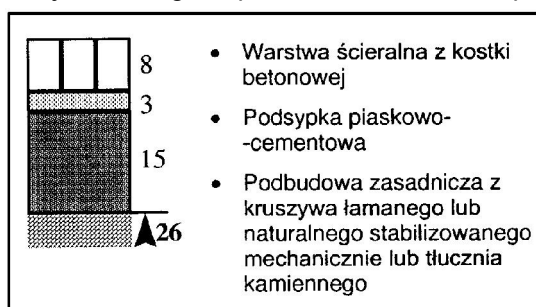 8
3
15
26
• Warstwa ścieralna z kostki
betonowej
• Podsypka piaskowo-
-cementowa
• Podbudowa zasadnicza z
kruszywa łamanego lub
naturalnego stabilizowanego
mechanicznie lub tłucznia
kamiennego